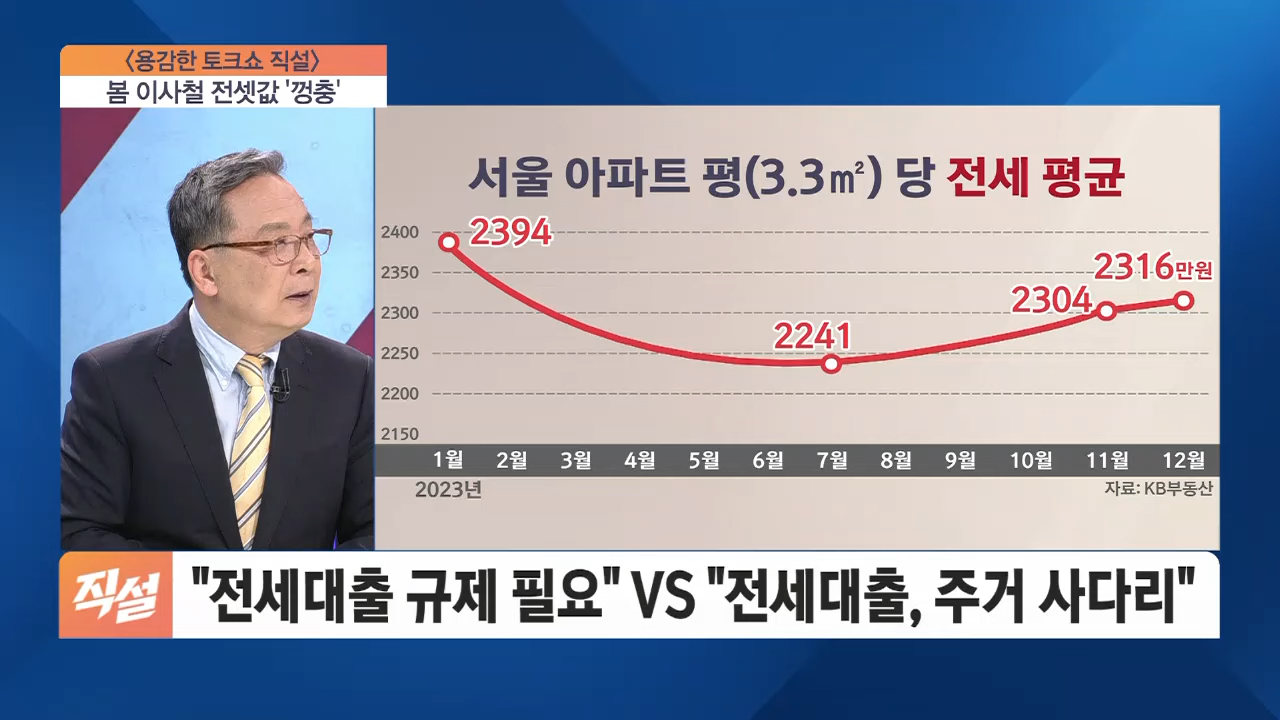 〈용감한 토크쇼 직설〉
봄 이사철 전셋값 '껑충'
서울 아파트 평(3.3㎡) 당 전세 평균
2400
2350
2300
2250
2200
2150
2394
2241
2304
2316만원
1월 2월 3월 4월 5월 6월 7월 8월 9월 10월 11월 12월
2023년
자료: KB부동산
직설
"전세대출 규제 필요" VS "전세대출, 주거 사다리"